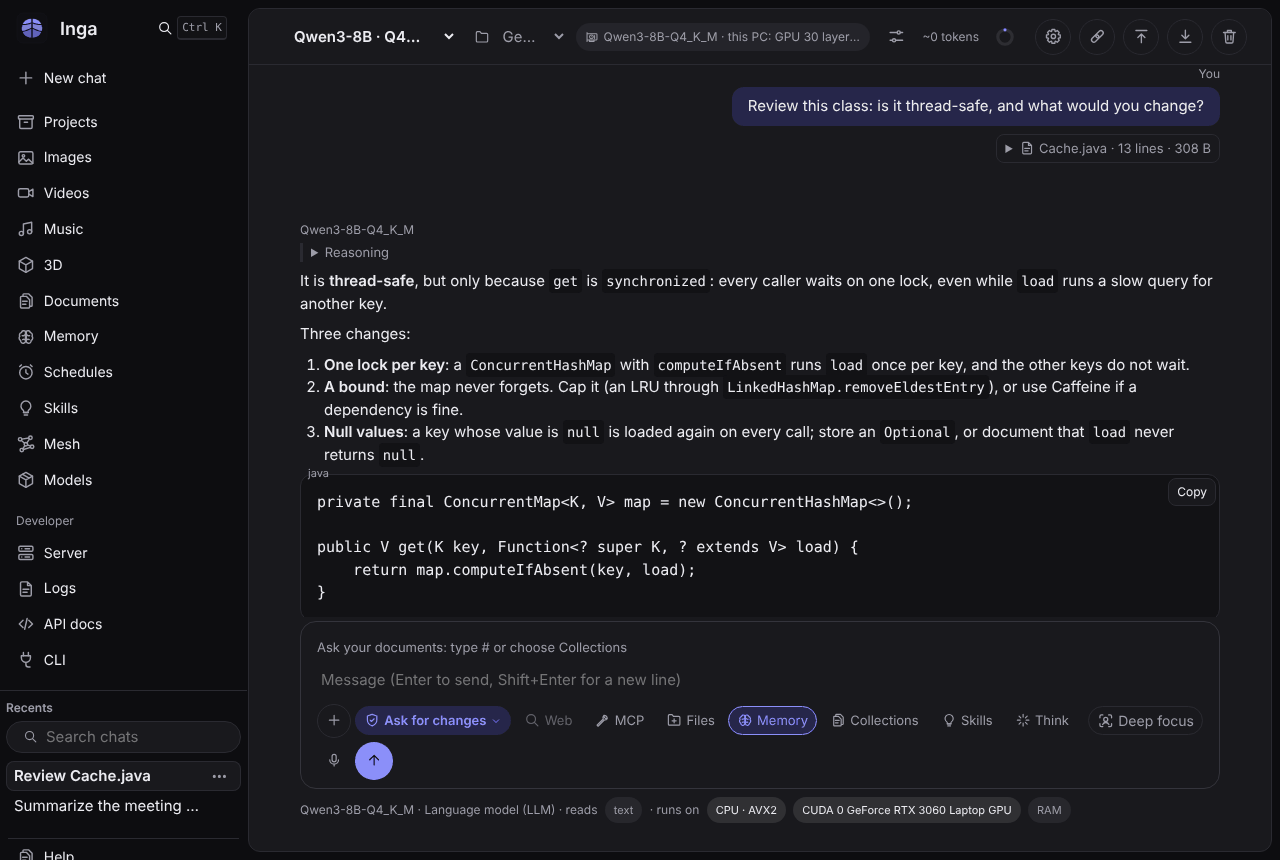 Inga
Ctrl K
New chat
Projects
Images
Videos
Music
3D
Documents
Memory
Schedules
Skills
Mesh
Models
Developer
Server
Logs
API docs
CLI
Recents
Search chats
Review Cache.java
Summarize the meeting ...
Help
Qwen3-8B · Q4...
Ge...
Qwen3-8B-Q4_K_M · this PC: GPU 30 layer...
~0 tokens
You
Review this class: is it thread-safe, and what would you change?
Cache.java · 13 lines · 308 B
Qwen3-8B-Q4_K_M
Reasoning
It is thread-safe, but only because get is synchronized: every caller waits on one lock, even while load runs a slow query for
another key.
Three changes:
1. One lock per key: a ConcurrentHashMap with computeIfAbsent runs load once per key, and the other keys do not wait.
2. A bound: the map never forgets. Cap it (an LRU through LinkedHashMap.removeEldestEntry), or use Caffeine if a
dependency is fine.
3. Null values: a key whose value is null is loaded again on every call; store an Optional, or document that load never
returns null.
java
Copy
private final ConcurrentMap<K, V> map = new ConcurrentHashMap<>();
public V get(K key, Function<? super K, ? extends V> load) {
    return map.computeIfAbsent(key, load);
}
Ask your documents: type # or choose Collections
Message (Enter to send, Shift+Enter for a new line)
Ask for changes
Web
MCP
Files
Memory
Collections
Skills
Think
Deep focus
Qwen3-8B-Q4_K_M · Language model (LLM) · reads text · runs on CPU · AVX2 CUDA 0 GeForce RTX 3060 Laptop GPU RAM